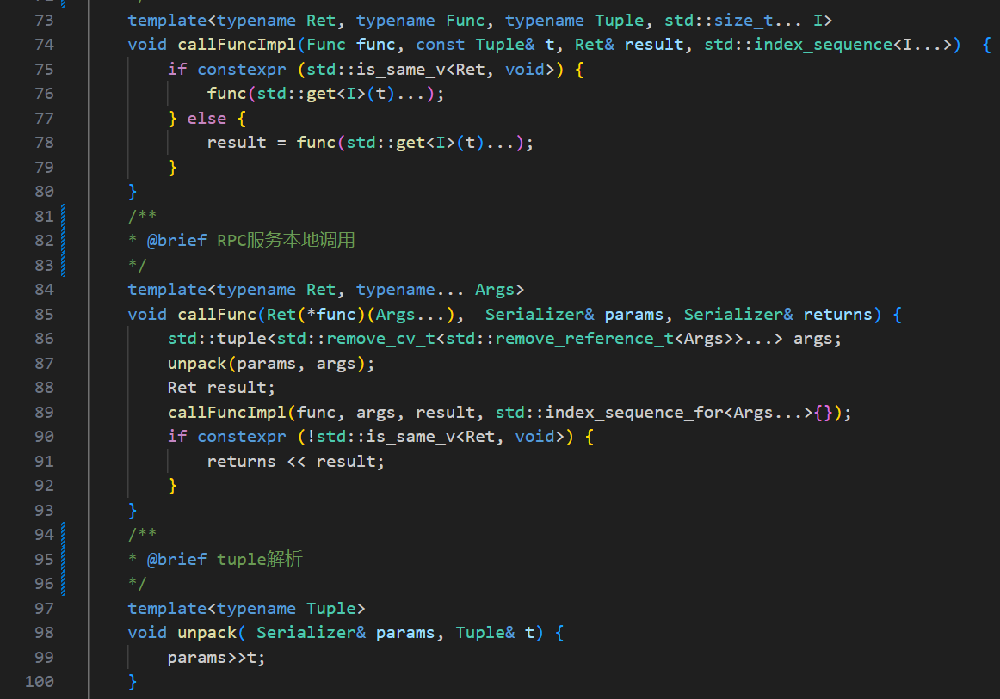 73 template<typename Ret, typename Func, typename Tuple, std::size_t... I>
74 void callFuncImpl(Func func, const Tuple& t, Ret& result, std::index_sequence<I...>)  {
75     if constexpr (std::is_same_v<Ret, void>) {
76         func(std::get<I>(t)...);
77     } else {
78         result = func(std::get<I>(t)...);
79     }
80 }
81 /**
82 * @brief RPC服务本地调用
83 */
84 template<typename Ret, typename... Args>
85 void callFunc(Ret(*func)(Args...),  Serializer& params, Serializer& returns) {
86     std::tuple<std::remove_cv_t<std::remove_reference_t<Args>>...> args;
87     unpack(params, args);
88     Ret result;
89     callFuncImpl(func, args, result, std::index_sequence_for<Args...>{});
90     if constexpr (!std::is_same_v<Ret, void>) {
91         returns << result;
92     }
93 }
94 /**
95 * @brief tuple解析
96 */
97 template<typename Tuple>
98 void unpack( Serializer& params, Tuple& t) {
99     params>>t;
100 }